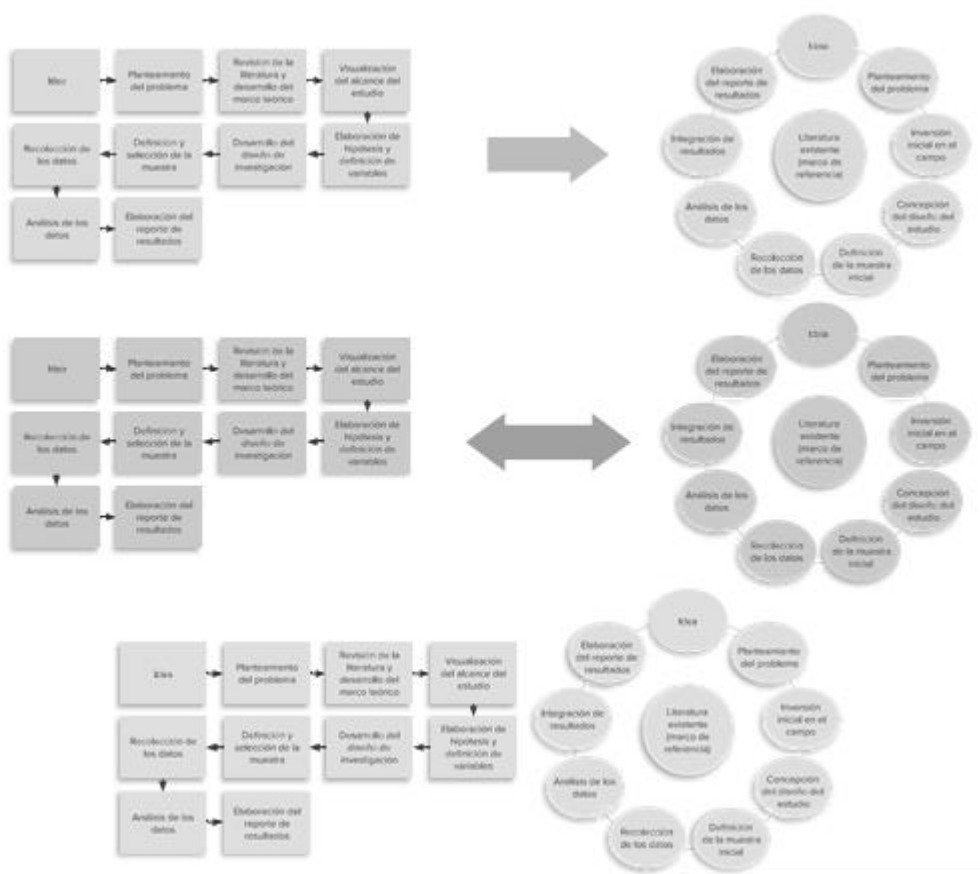 Idea
Planteamiento
del problema
Revisión de la
literatura y
desarrollo del
marco teórico
Visualización
del alcance del
estudio
Elaboración de
hipótesis y
definición de
variables
Desarrollo del
diseño de
investigación
Definición y
selección de la
muestra
Recolección de
los datos
Análisis de los
datos
Elaboración del
reporte de
resultados
Idea
Planteamiento
del problema
Inversión
inicial en el
campo
Concepción
del diseño del
estudio
Definición
de la muestra
inicial
Recolección
de los datos
Análisis de los
datos
Integración de
resultados
Elaboración
del reporte de
resultados
Literatura
existente
(marco de
referencia)
Idea
Planteamiento
del problema
Revisión de la
literatura y
desarrollo del
marco teórico
Visualización
del alcance del
estudio
Elaboración de
hipótesis y
definición de
variables
Desarrollo del
diseño de
investigación
Definición y
selección de la
muestra
Recolección de
los datos
Análisis de los
datos
Elaboración del
reporte de
resultados
Idea
Planteamiento
del problema
Inversión
inicial en el
campo
Concepción
del diseño del
estudio
Definición
de la muestra
inicial
Recolección
de los datos
Análisis de los
datos
Integración de
resultados
Elaboración
del reporte de
resultados
Literatura
existente
(marco de
referencia)
Idea
Planteamiento
del problema
Revisión de la
literatura y
desarrollo del
marco teórico
Visualización
del alcance del
estudio
Elaboración de
hipótesis y
definición de
variables
Desarrollo del
diseño de
investigación
Definición y
selección de la
muestra
Recolección de
los datos
Análisis de los
datos
Elaboración del
reporte de
resultados
Idea
Planteamiento
del problema
Inversión
inicial en el
campo
Concepción
del diseño del
estudio
Definición
de la muestra
inicial
Recolección
de los datos
Análisis de los
datos
Integración de
resultados
Elaboración
del reporte de
resultados
Literatura
existente
(marco de
referencia)